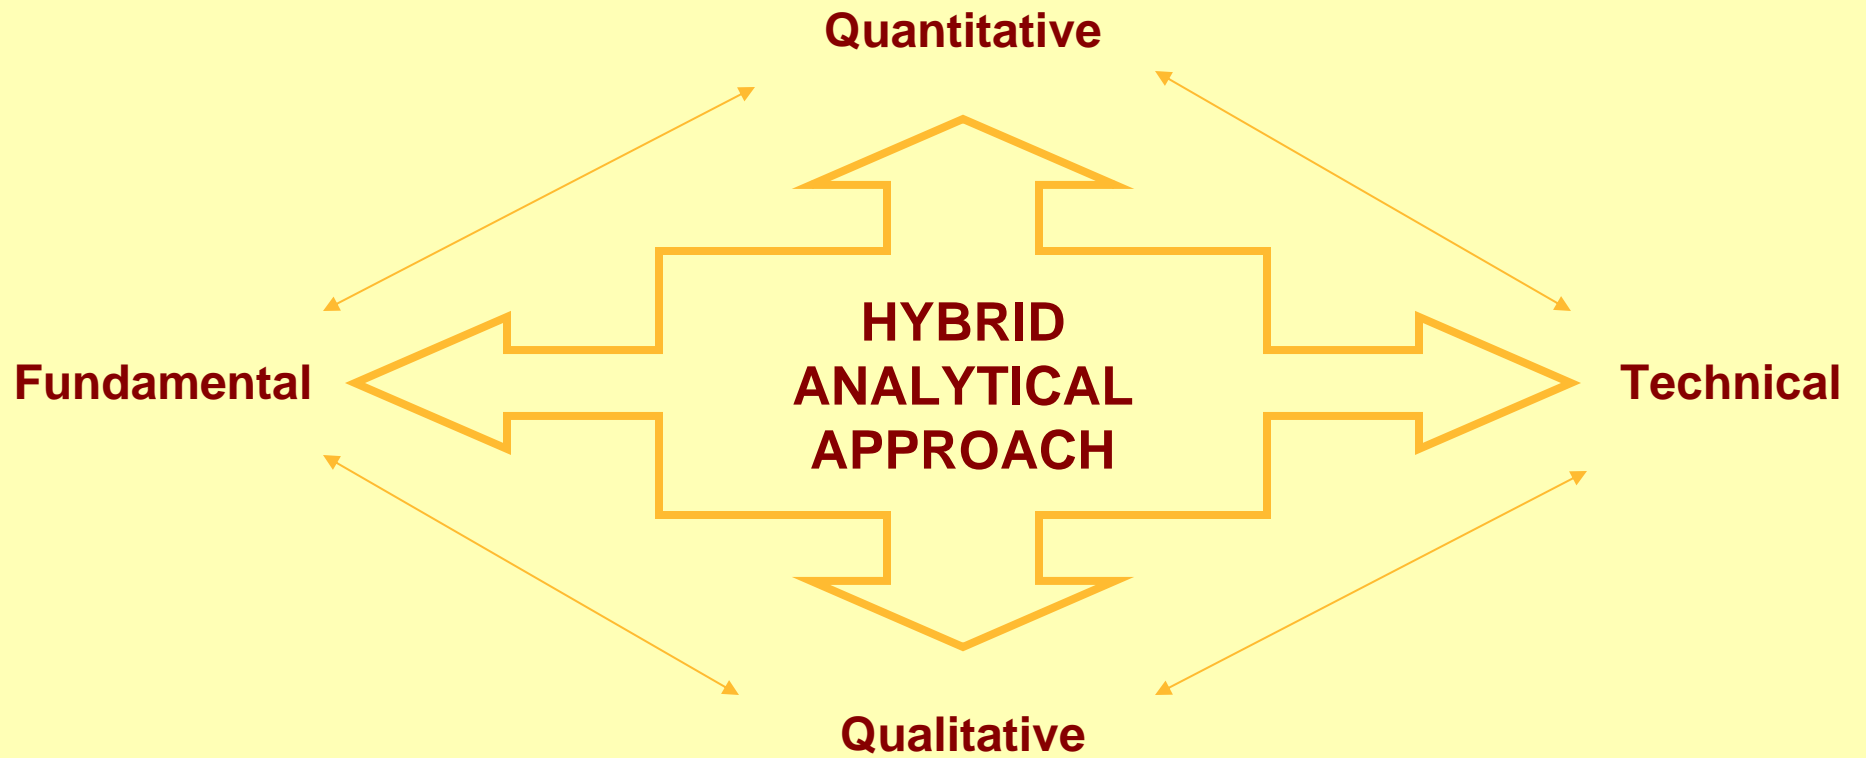 Quantitative
HYBRID
ANALYTICAL
APPROACH
Fundamental
Technical
Qualitative